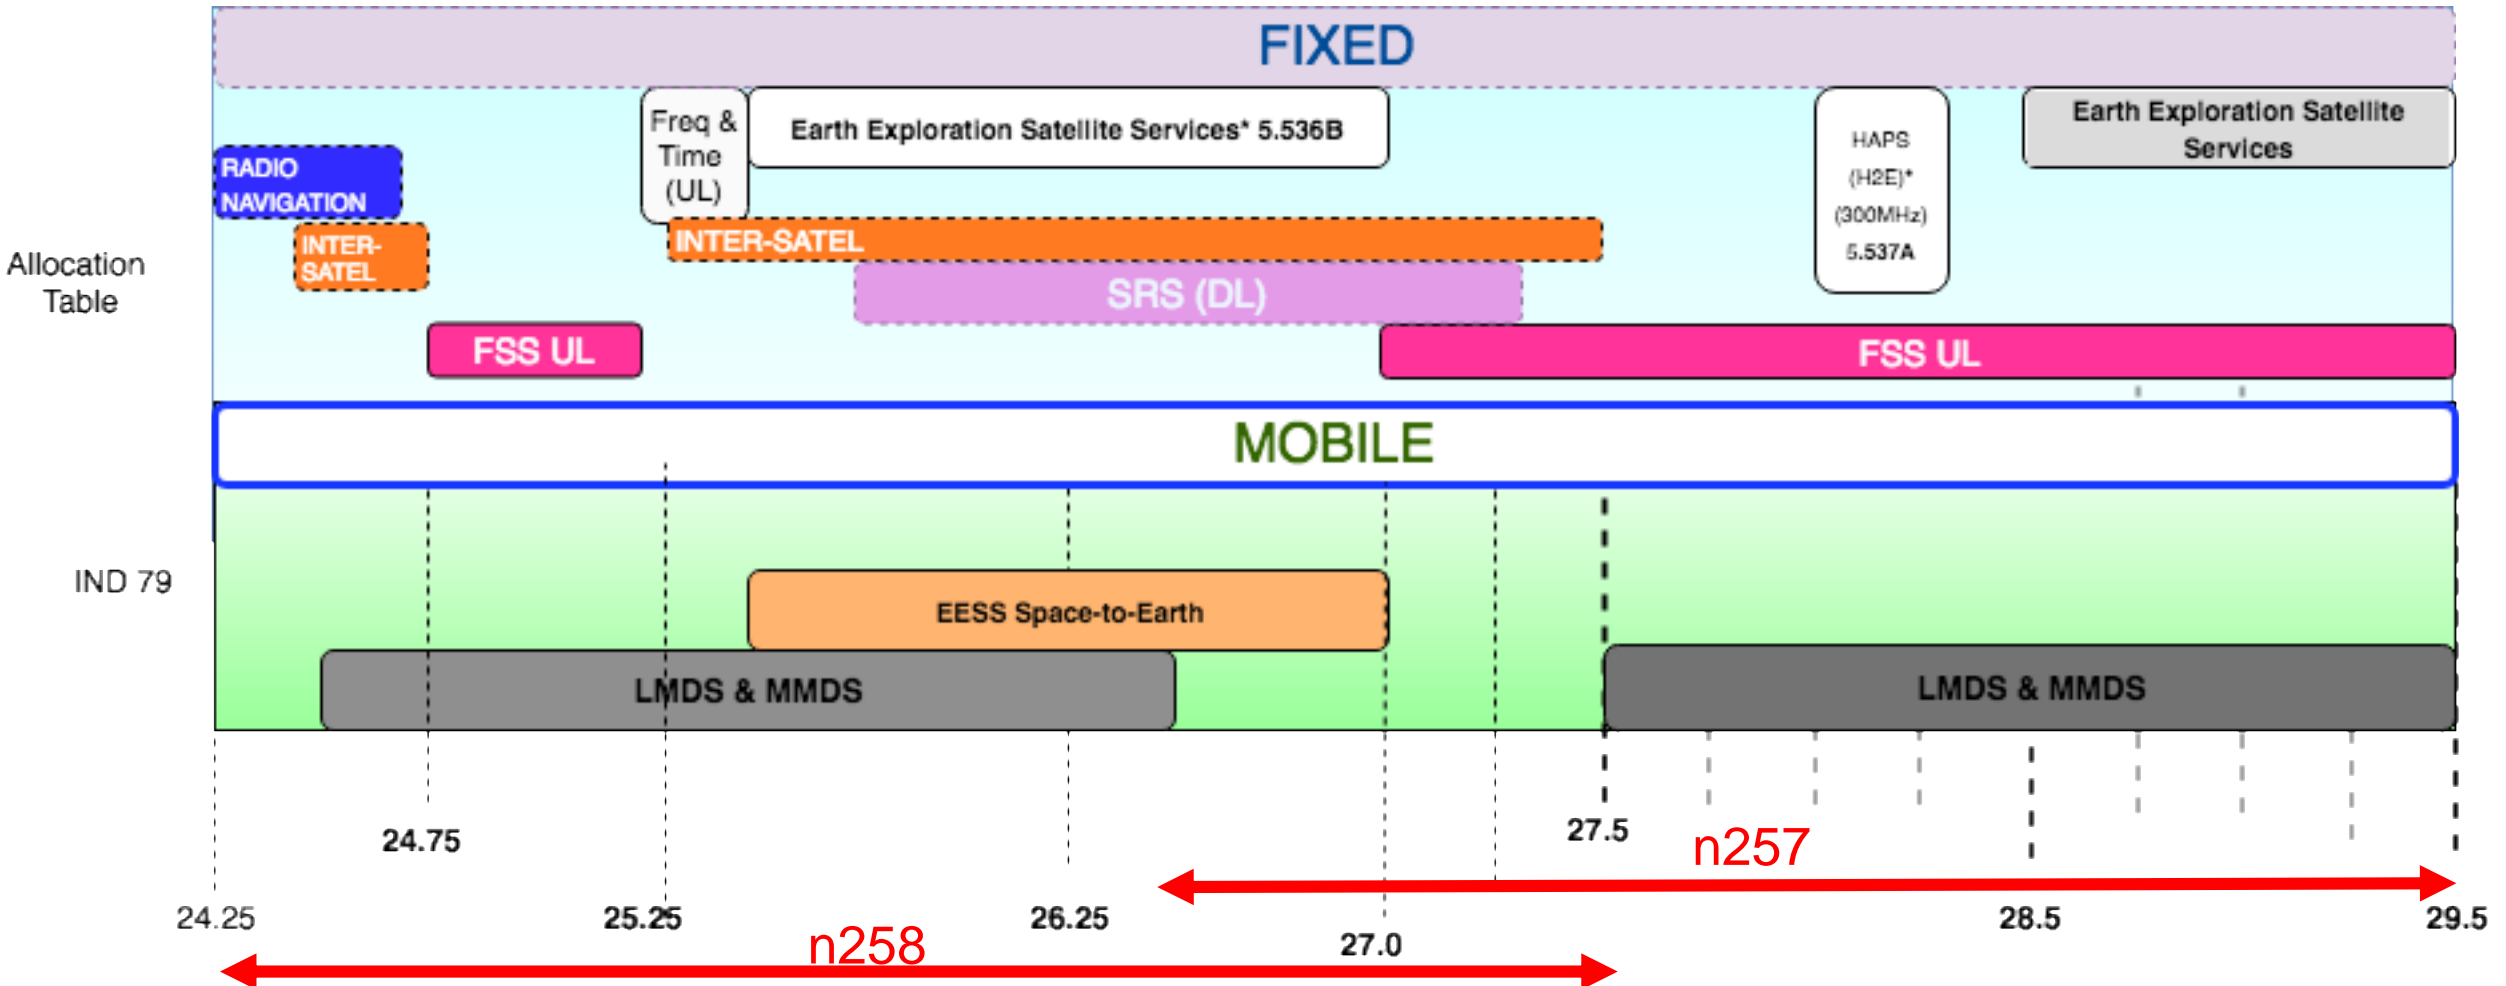 FIXED
Freq &
Time
(UL)
Earth Exploration Satellite Services* 5.536B
HAPS
(H2E)*
(300MHz)
5.537A
Earth Exploration Satellite
Services
RADIO
NAVIGATION
INTER-
SATEL
INTER-SATEL
Allocation
Table
SRS (DL)
FSS UL
FSS UL
MOBILE
IND 79
EESS Space-to-Earth
LMDS & MMDS
LMDS & MMDS
24.75
27.5
n257
24.25
25.25
26.25
27.0
28.5
29.5
n258